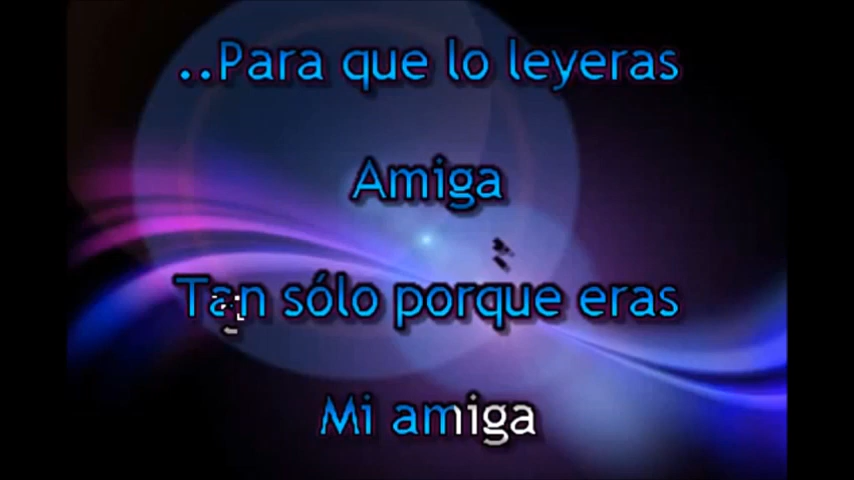 ..Para que lo leyeras
Amiga
Tan sólo porque eras
Mi amiga